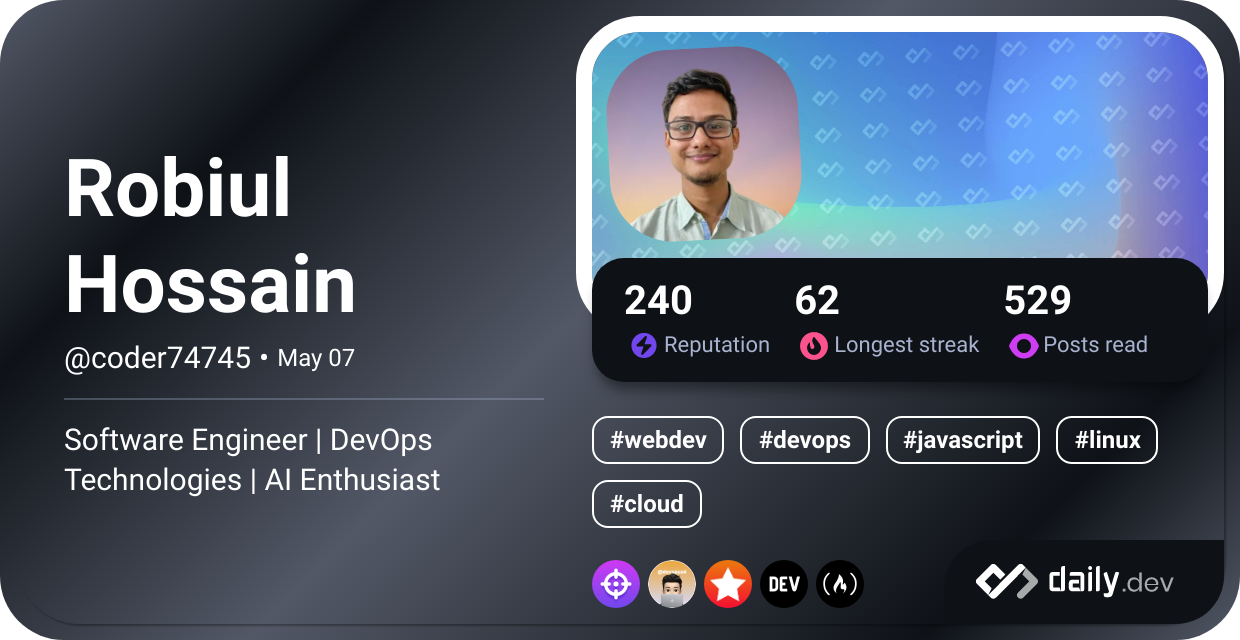 Robiul
Hossain
@coder74745 • May 07
Software Engineer | DevOps
Technologies | AI Enthusiast
240 62 529
Reputation Longest streak Posts read
#webdev #devops #javascript #linux
#cloud
DEV
daily.dev